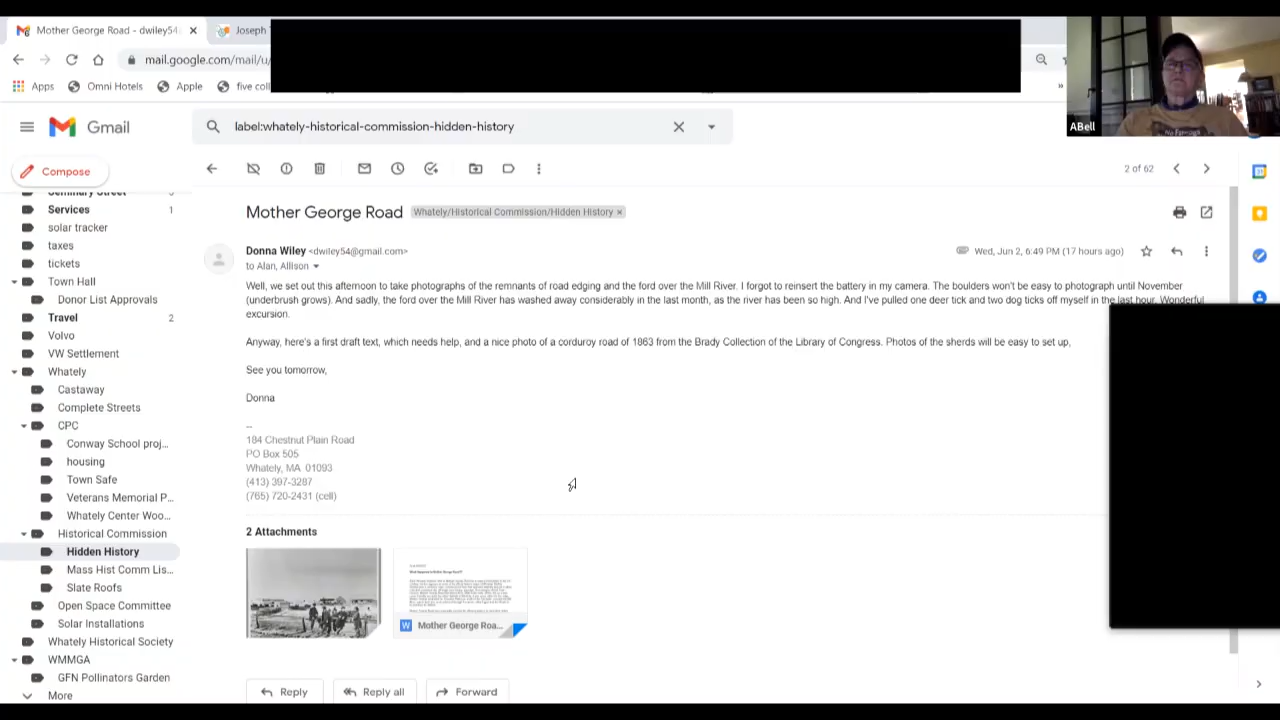 Mother George Road - dwiley54
Joseph
mail.google.com/mail/u/
Apps
Omni Hotels
Apple
five coll
»
ABell
Gmail
label:whately-historical-commission-hidden-history
Compose
2 of 62
Seminary Street
Services 1
solar tracker
taxes
tickets
Town Hall
Donor List Approvals
Travel 2
Volvo
VW Settlement
Whately
Castaway
Complete Streets
CPC
Conway School proj...
housing
Town Safe
Veterans Memorial P...
Whately Center Woo...
Historical Commission
Hidden History
Mass Hist Comm Lis...
Slate Roofs
Open Space Committee
Solar Installations
Whately Historical Society
WMMGA
GFN Pollinators Garden
More
Mother George Road Whately/Historical Commission/Hidden History ×
Donna Wiley <dwiley54@gmail.com>
Wed, Jun 2, 6:49 PM (17 hours ago)
to Alan, Allison
Well, we set out this afternoon to take photographs of the remnants of road edging and the ford over the Mill River. I forgot to reinsert the battery in my camera. The boulders won't be easy to photograph until November
(underbrush grows). And sadly, the ford over the Mill River has washed away considerably in the last month, as the river has been so high. And I've pulled one deer tick and two dog ticks off myself in the last hour. Wonderful
excursion.
Anyway, here's a first draft text, which needs help, and a nice photo of a corduroy road of 1863 from the Brady Collection of the Library of Congress. Photos of the sherds will be easy to set up,
See you tomorrow,
Donna
--
184 Chestnut Plain Road
PO Box 505
Whately, MA 01093
(413) 397-3287
(765) 720-2431 (cell)
2 Attachments
W Mother George Roa...
Reply
Reply all
Forward